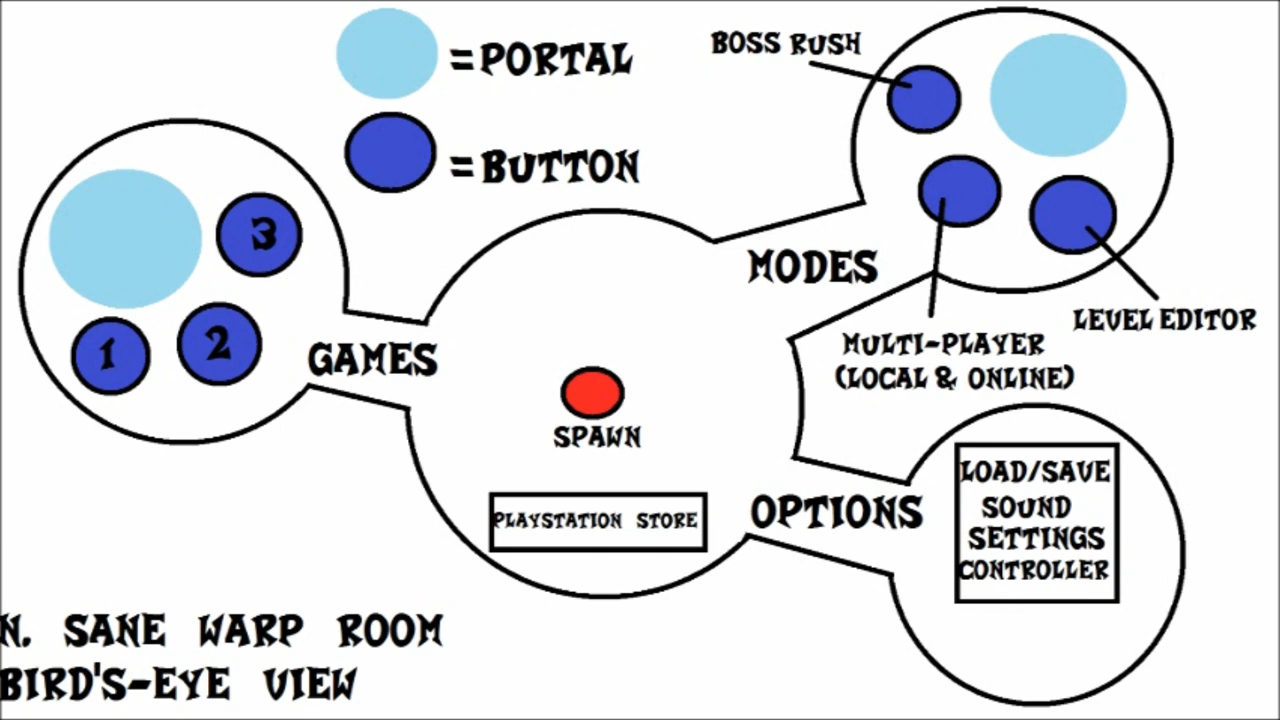 =PORTAL
=BUTTON
BOSS RUSH
3
1
2
GAMES
MODES
MULTI-PLAYER
(LOCAL & ONLINE)
LEVEL EDITOR
SPAWN
PLAYSTATION STORE
OPTIONS
LOAD/SAVE
SOUND
SETTINGS
CONTROLLER
N. SANE WARP ROOM
BIRD'S-EYE VIEW